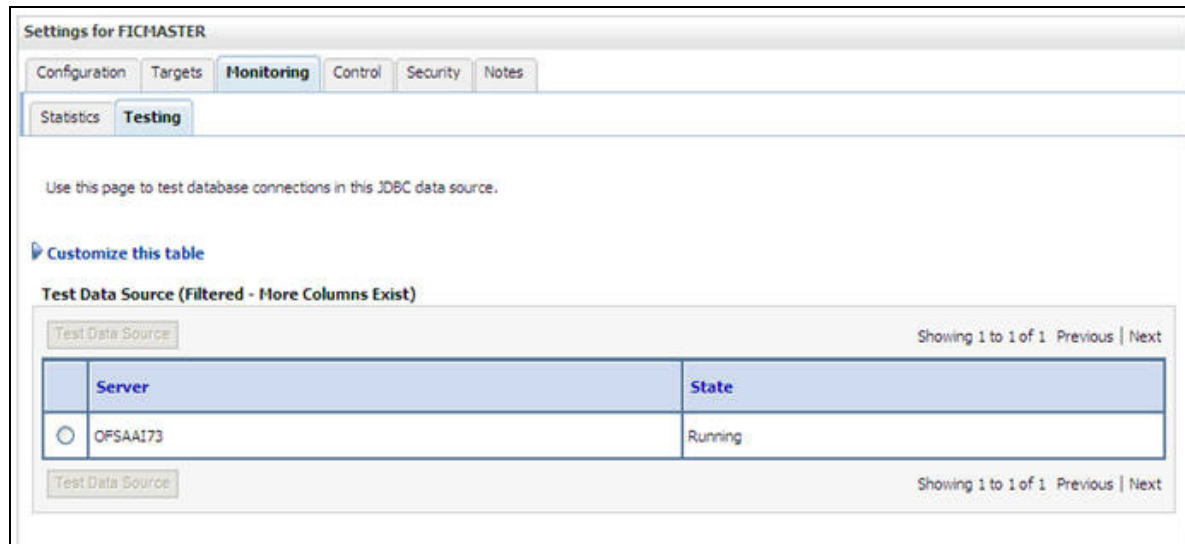 Settings for FICMASTER
Configuration Targets Monitoring Control Security Notes
Statistics Testing
Use this page to test database connections in this JDBC data source.
Customize this table
Test Data Source (Filtered - More Columns Exist)
Test Data Source Showing 1 to 1 of 1 Previous | Next
Server State
OFSAAI73 Running
Test Data Source Showing 1 to 1 of 1 Previous | Next